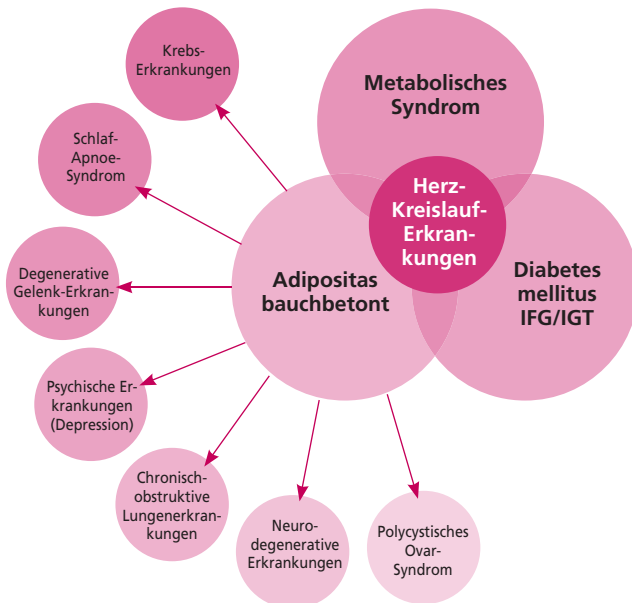 Krebs-
Erkrankungen
Metabolisches
Syndrom
Schlaf-
Apnoe-
Syndrom
Herz-
Kreislauf-
Erkran-
kungen
Degenerative
Gelenk-Erkran-
kungen
Adipositas
bauchbetont
Diabetes
mellitus
IFG/IGT
Psychische Er-
krankungen
(Depression)
Chronisch-
obstruktive
Lungenerkran-
kungen
Neuro-
degenerative
Erkrankungen
Polycystisches
Ovar-
Syndrom